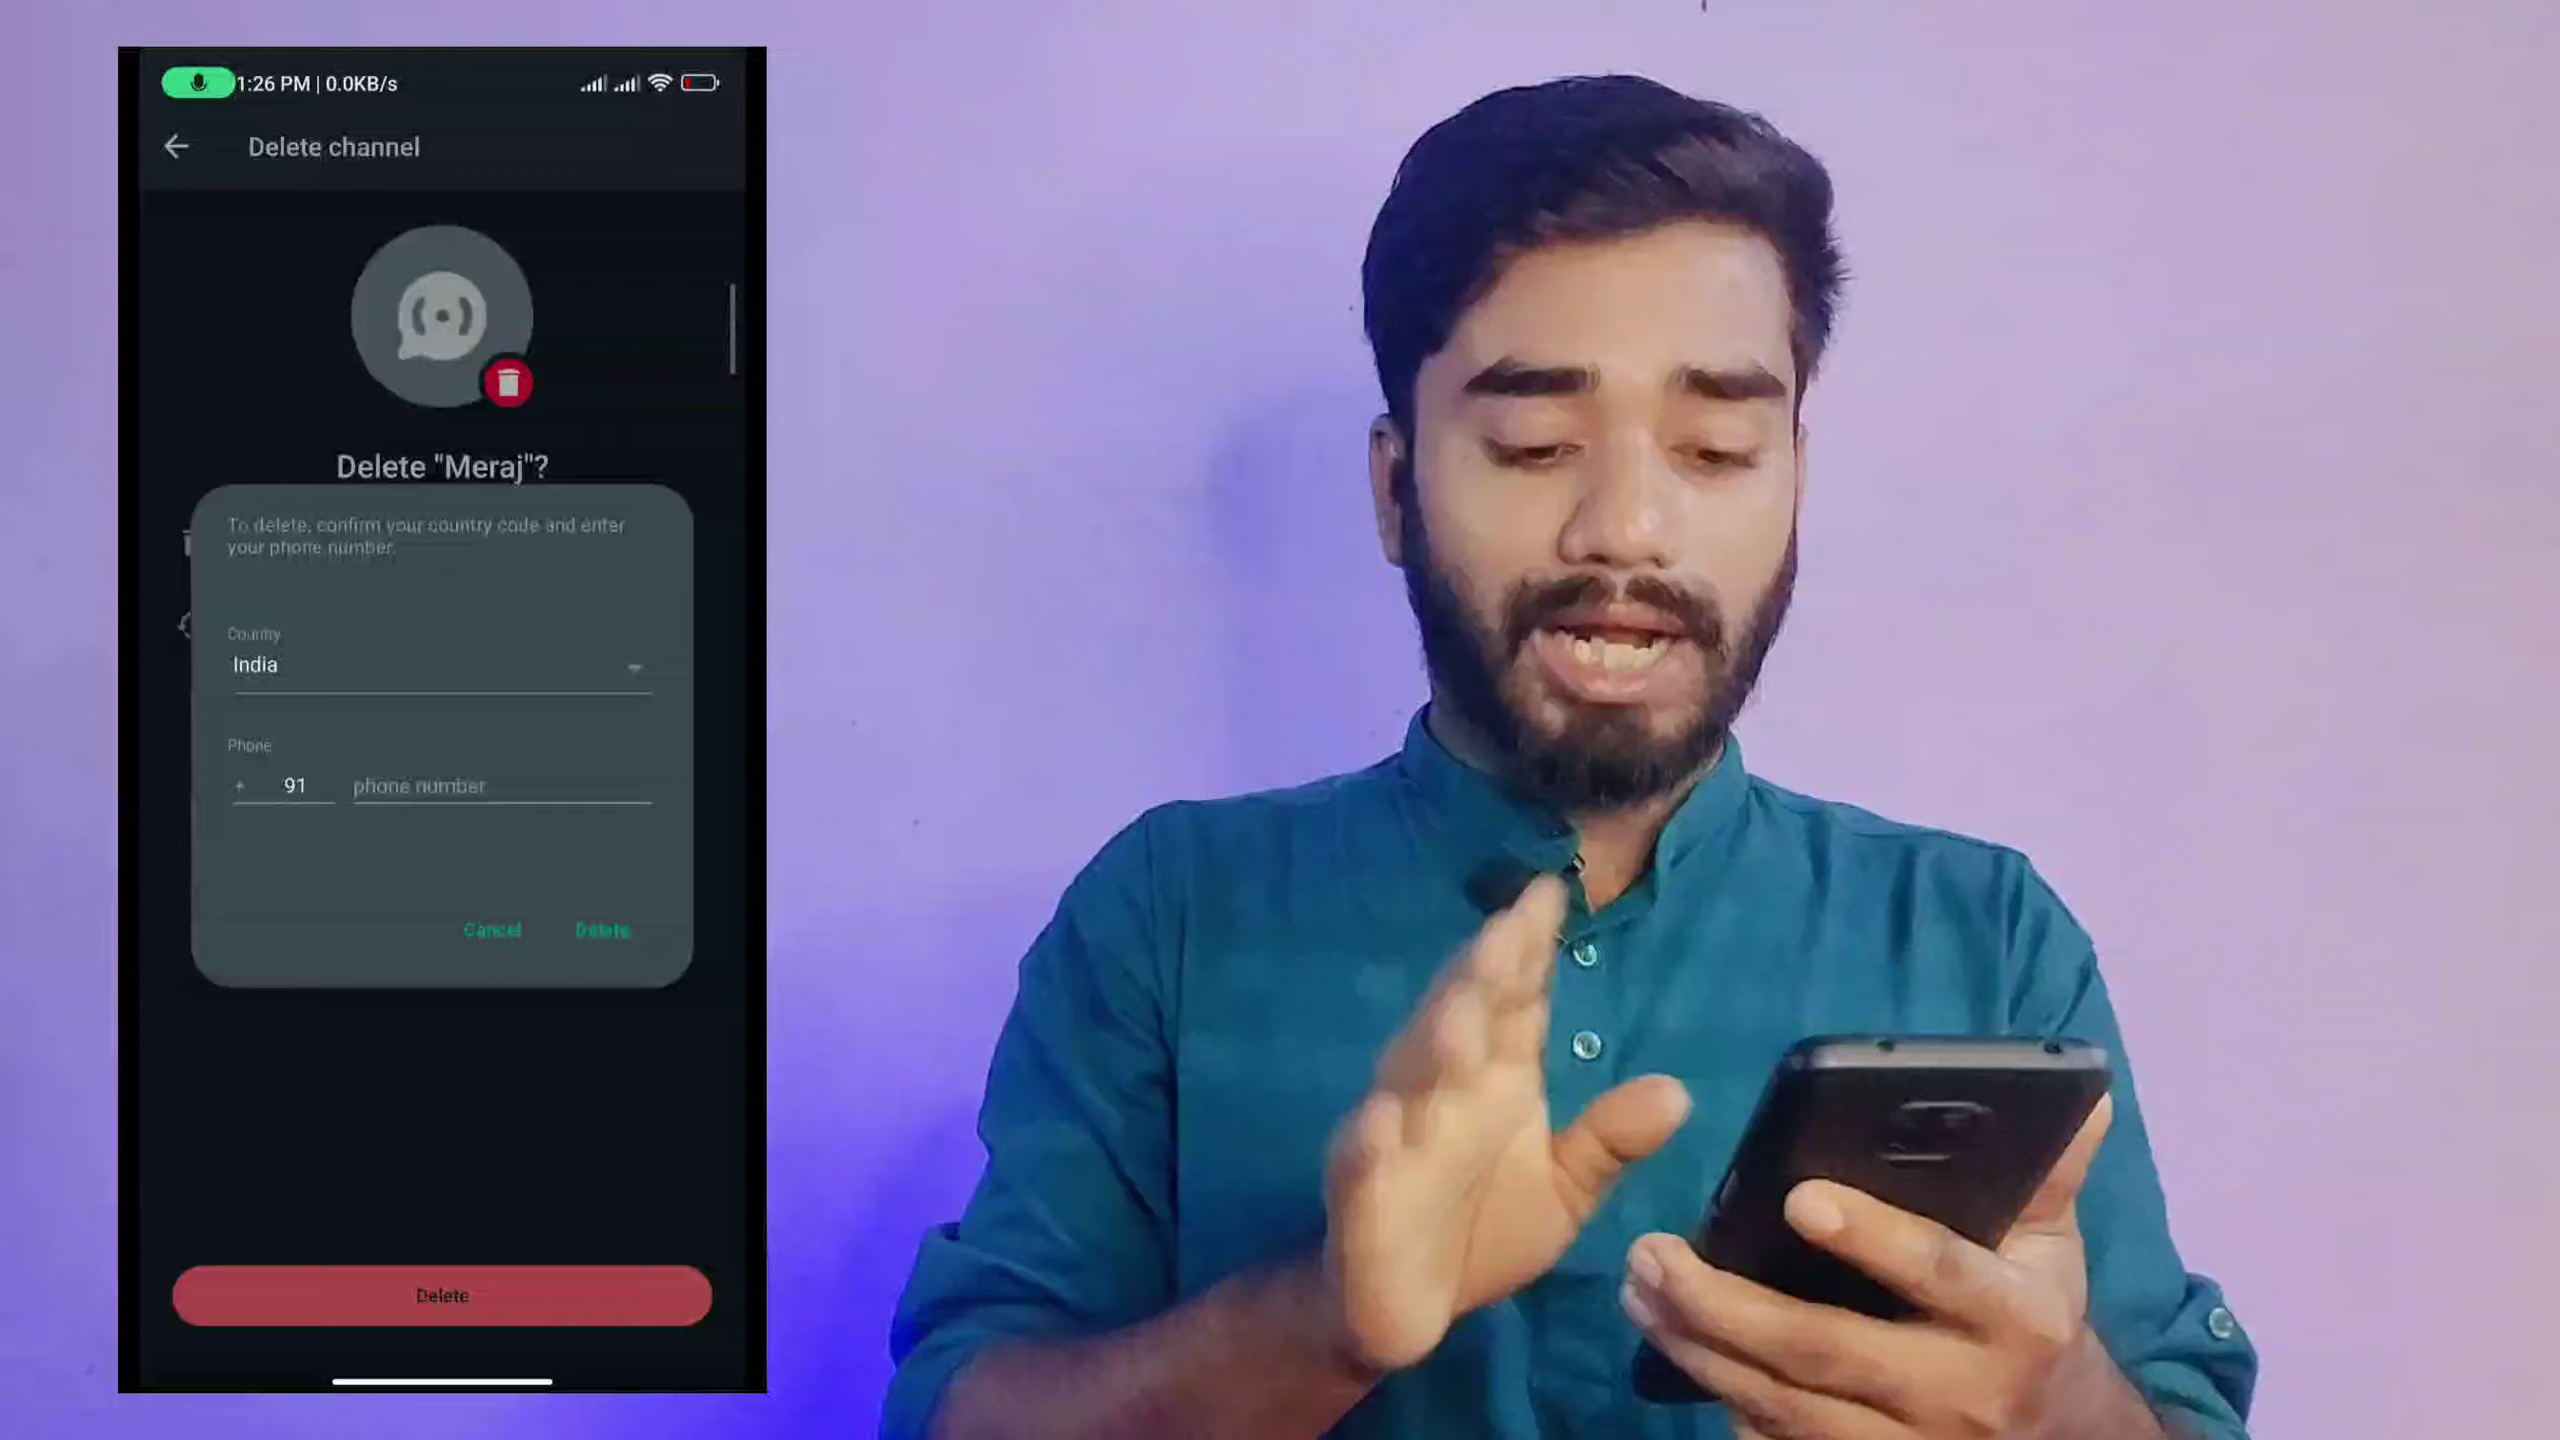 1:26 PM | 0.0KB/s
Delete channel
Delete "Meraj"?
To delete, confirm your country code and enter
your phone number.
Country
India
Phone
+ 91 phone number
Cancel Delete
Delete